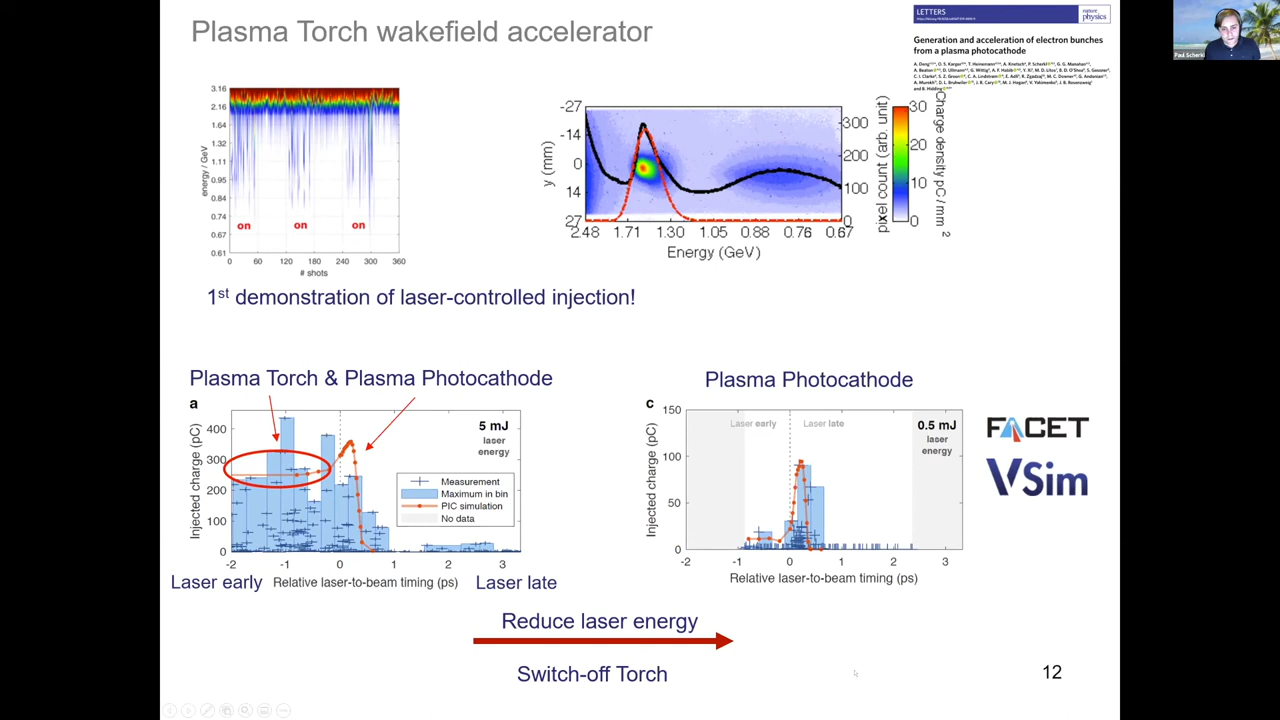 Plasma Torch wakefield accelerator
LETTERS
nature
physics
Generation and acceleration of electron bunches
from a plasma photocathode
Paul Scherkl
3.16
2.16
1.64
1.32
1.11
0.95
0.84
0.74
0.67
0.61
energy / GeV
on on on
0 60 120 180 240 300 360
# shots
-27
-14
0
14
27
y (mm)
2.48 1.71 1.30 1.05 0.88 0.76 0.67
Energy (GeV)
300
200
100
0
pixel count (arb. unit)
30
20
10
0
Charge density pC / mm 2
1st demonstration of laser-controlled injection!
Plasma Torch & Plasma Photocathode
a
400
300
200
100
0
Injected charge (pC)
5 mJ
laser
energy
Measurement
Maximum in bin
PIC simulation
No data
-2 -1 0 1 2 3
Laser early Relative laser-to-beam timing (ps) Laser late
Plasma Photocathode
c
150
100
50
0
Injected charge (pC)
Laser early Laser late
0.5 mJ
laser
energy
-2 -1 0 1 2 3
Relative laser-to-beam timing (ps)
FACET
VSim
Reduce laser energy
Switch-off Torch
12